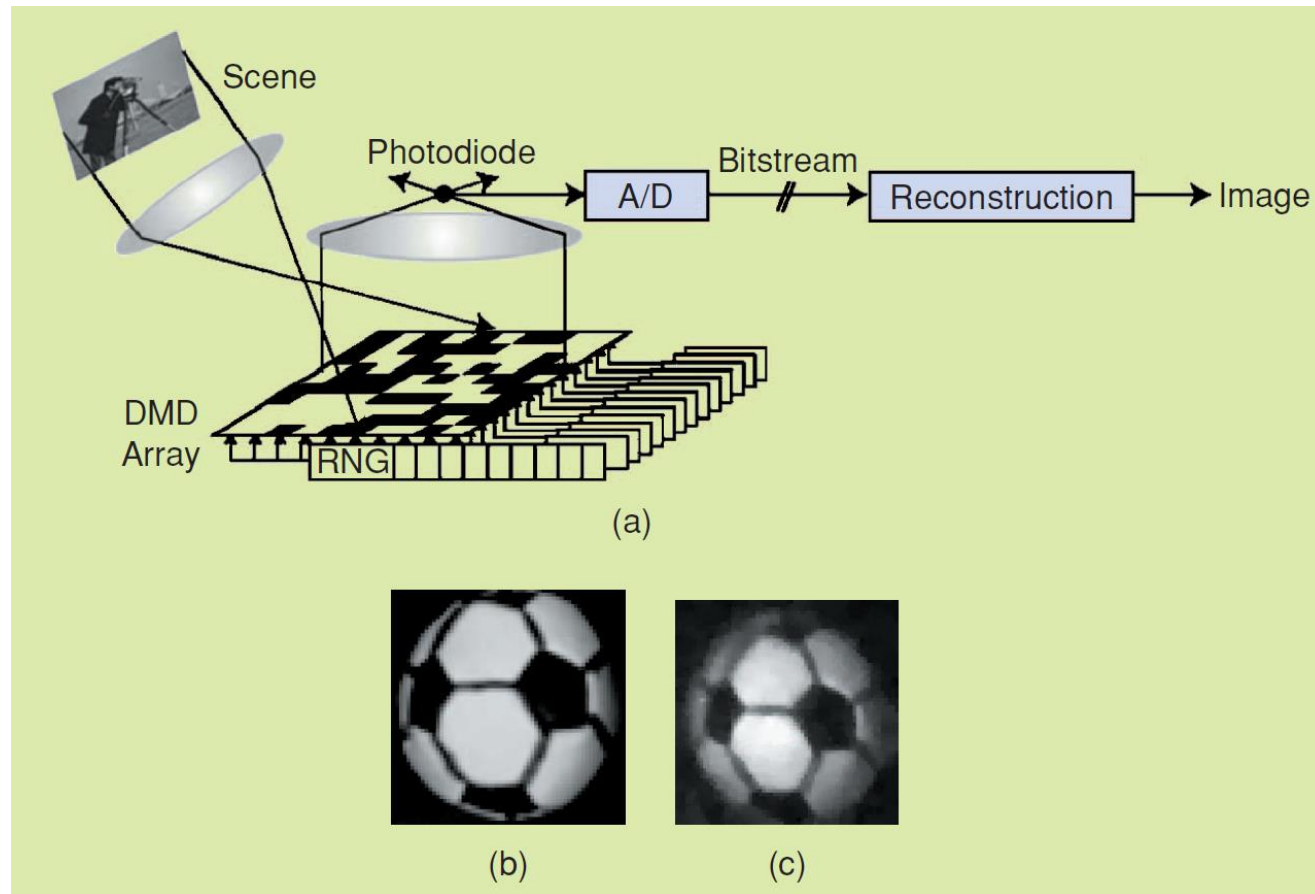 Scene
Photodiode
A/D
Bitstream
Reconstruction
Image
DMD
Array
RNG
(a)
(b)
(c)